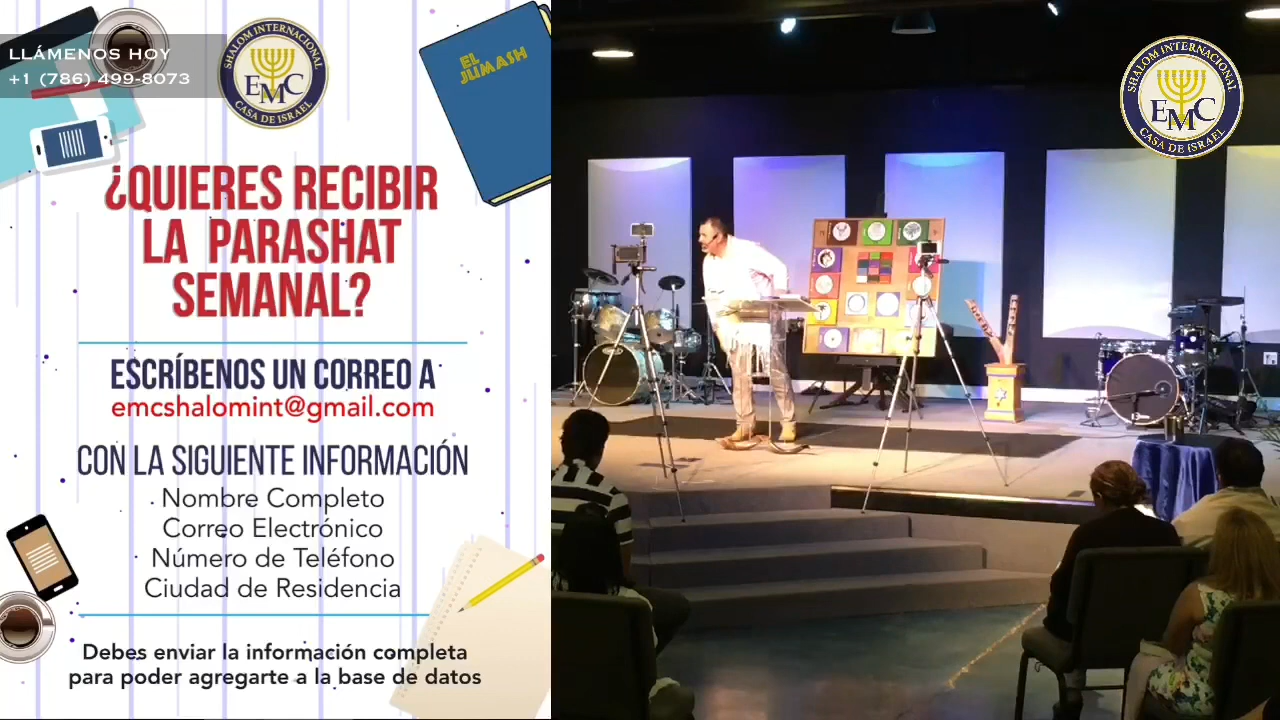 LLÁMENOS HOY
+1 (786) 499-8073
SHALOM INTERNACIONAL
EMC
CASA DE ISRAEL
EL
JUMASH
¿QUIERES RECIBIR
LA PARASHAT
SEMANAL?
ESCRÍBENOS UN CORREO A
emcshalomint@gmail.com
CON LA SIGUIENTE INFORMACIÓN
Nombre Completo
Correo Electrónico
Número de Teléfono
Ciudad de Residencia
Debes enviar la información completa
para poder agregarte a la base de datos
SHALOM INTERNACIONAL
EMC
CASA DE ISRAEL